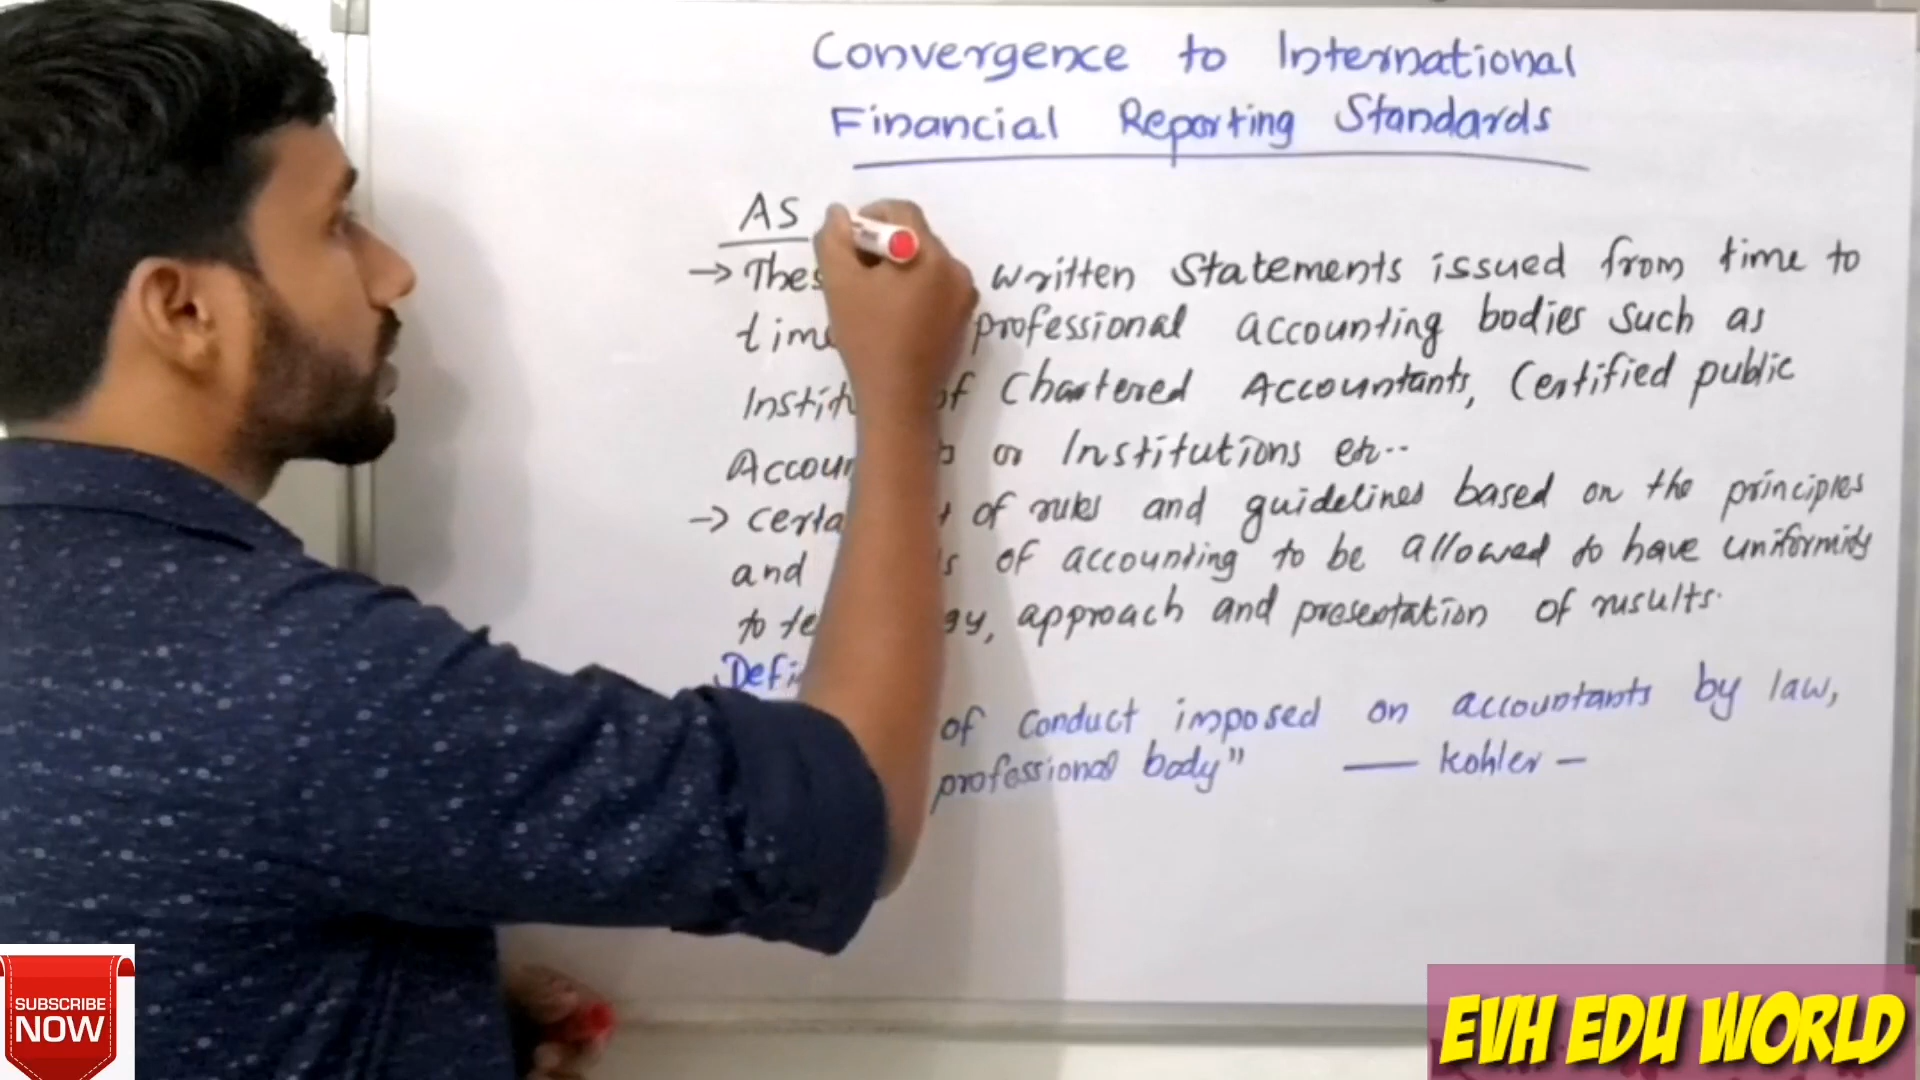 Convergence to International
Financial Reporting Standards
AS
→ Thes written Statements issued from time to
time professional accounting bodies such as
Instit of Chartered Accountants, Certified public
Accoun or Institutions
→ certa of rules and guidelines based on the principles
and of accounting to be allowed to have uniformity
to te gy, approach and presentation of results.
Defi
of Conduct imposed on accountants by law,
professional body" — kohler —
SUBSCRIBE
NOW
EVH EDU WORLD